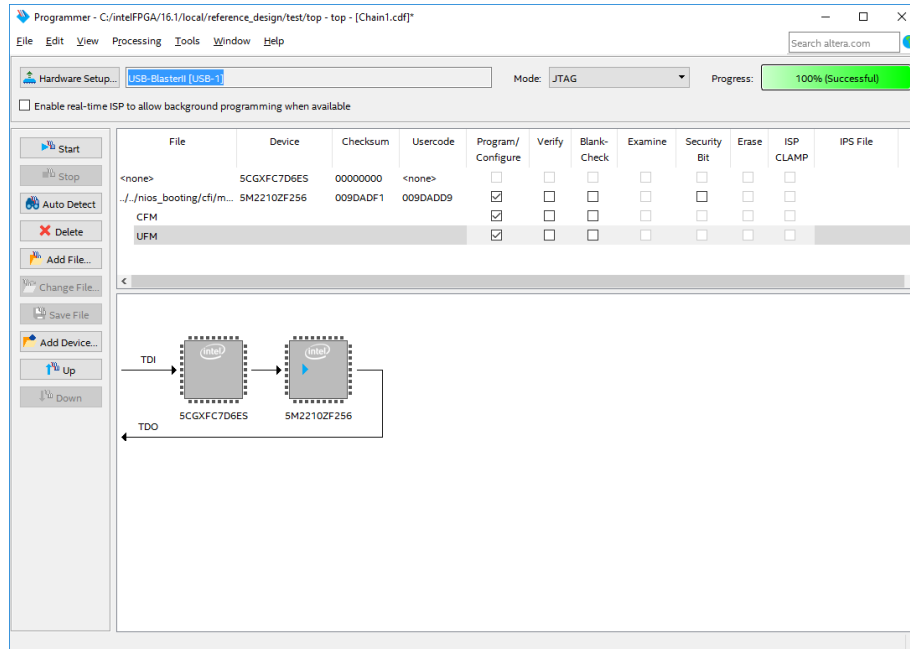 Programmer - C:/intelFPGA/16.1/local/reference_design/test/top - top - [Chain1.cdf]*
File Edit View Processing Tools Window Help
Search altera.com
Hardware Setup... USB-BlasterII [USB-1] Mode: JTAG Progress: 100% (Successful)
Enable real-time ISP to allow background programming when available
Start
Stop
Auto Detect
Delete
Add File...
Change File...
Save File
Add Device...
Up
Down
File Device Checksum Usercode Program/ Verify Blank- Examine Security Erase ISP IPS File
Configure Check Bit CLAMP
<none> 5CGXFC7D6ES 00000000 <none>
../../nios_booting/cfi/m... 5M2210ZF256 009DADF1 009DADD9
CFM
UFM
TDI
intel
intel
5CGXFC7D6ES 5M2210ZF256
TDO